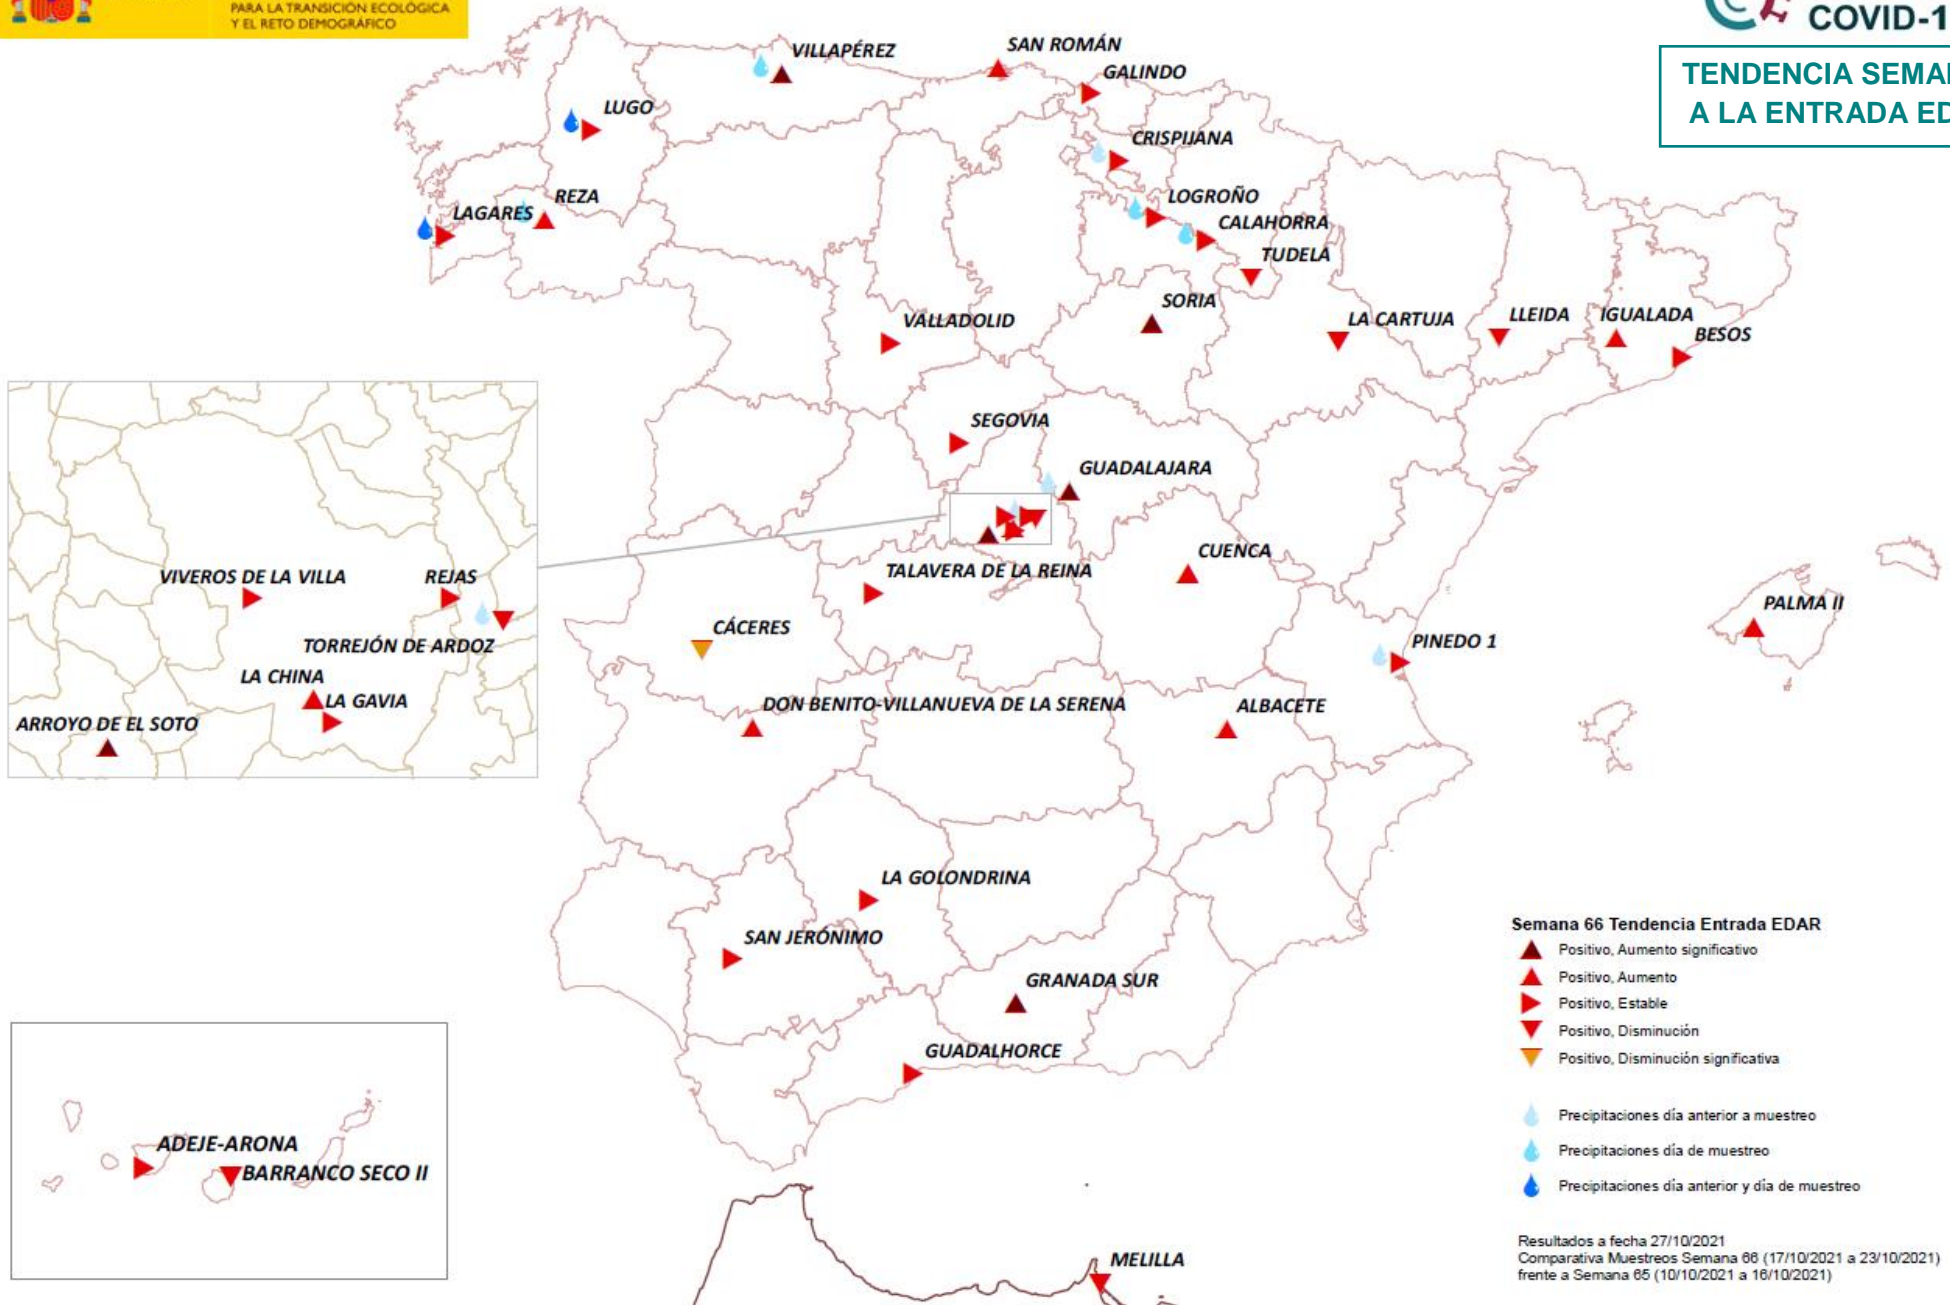 PARA LA TRANSICIÓN ECOLÓGICA
Y EL RETO DEMOGRÁFICO
COVID-1
TENDENCIA SEMA
A LA ENTRADA ED
VILLAPÉREZ
SAN ROMÁN
GALINDO
LUGO
CRISPIJANA
REZA
LAGARES
LOGROÑO
CALAHORRA
TUDELA
SORIA
VALLADOLID
LA CARTUJA
LLEIDA
IGUALADA
BESOS
SEGOVIA
GUADALAJARA
CUENCA
TALAVERA DE LA REINA
VIVEROS DE LA VILLA
REJAS
TORREJÓN DE ARDOZ
LA CHINA
LA GAVIA
ARROYO DE EL SOTO
CÁCERES
PALMA II
PINEDO 1
DON BENITO-VILLANUEVA DE LA SERENA
ALBACETE
LA GOLONDRINA
SAN JERÓNIMO
GRANADA SUR
GUADALHORCE
ADEJE-ARONA
BARRANCO SECO II
MELILLA
Semana 66 Tendencia Entrada EDAR
Positivo, Aumento significativo
Positivo, Aumento
Positivo, Estable
Positivo, Disminución
Positivo, Disminución significativa
Precipitaciones día anterior a muestreo
Precipitaciones día de muestreo
Precipitaciones día anterior y día de muestreo
Resultados a fecha 27/10/2021
Comparativa Muestreos Semana 66 (17/10/2021 a 23/10/2021)
frente a Semana 65 (10/10/2021 a 16/10/2021)